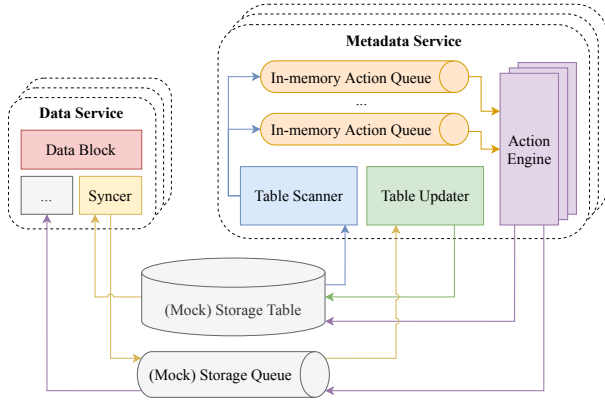 Metadata Service
In-memory Action Queue
...
In-memory Action Queue
Action
Engine
Table Scanner
Table Updater
Data Service
Data Block
...
Syncer
(Mock) Storage Table
(Mock) Storage Queue